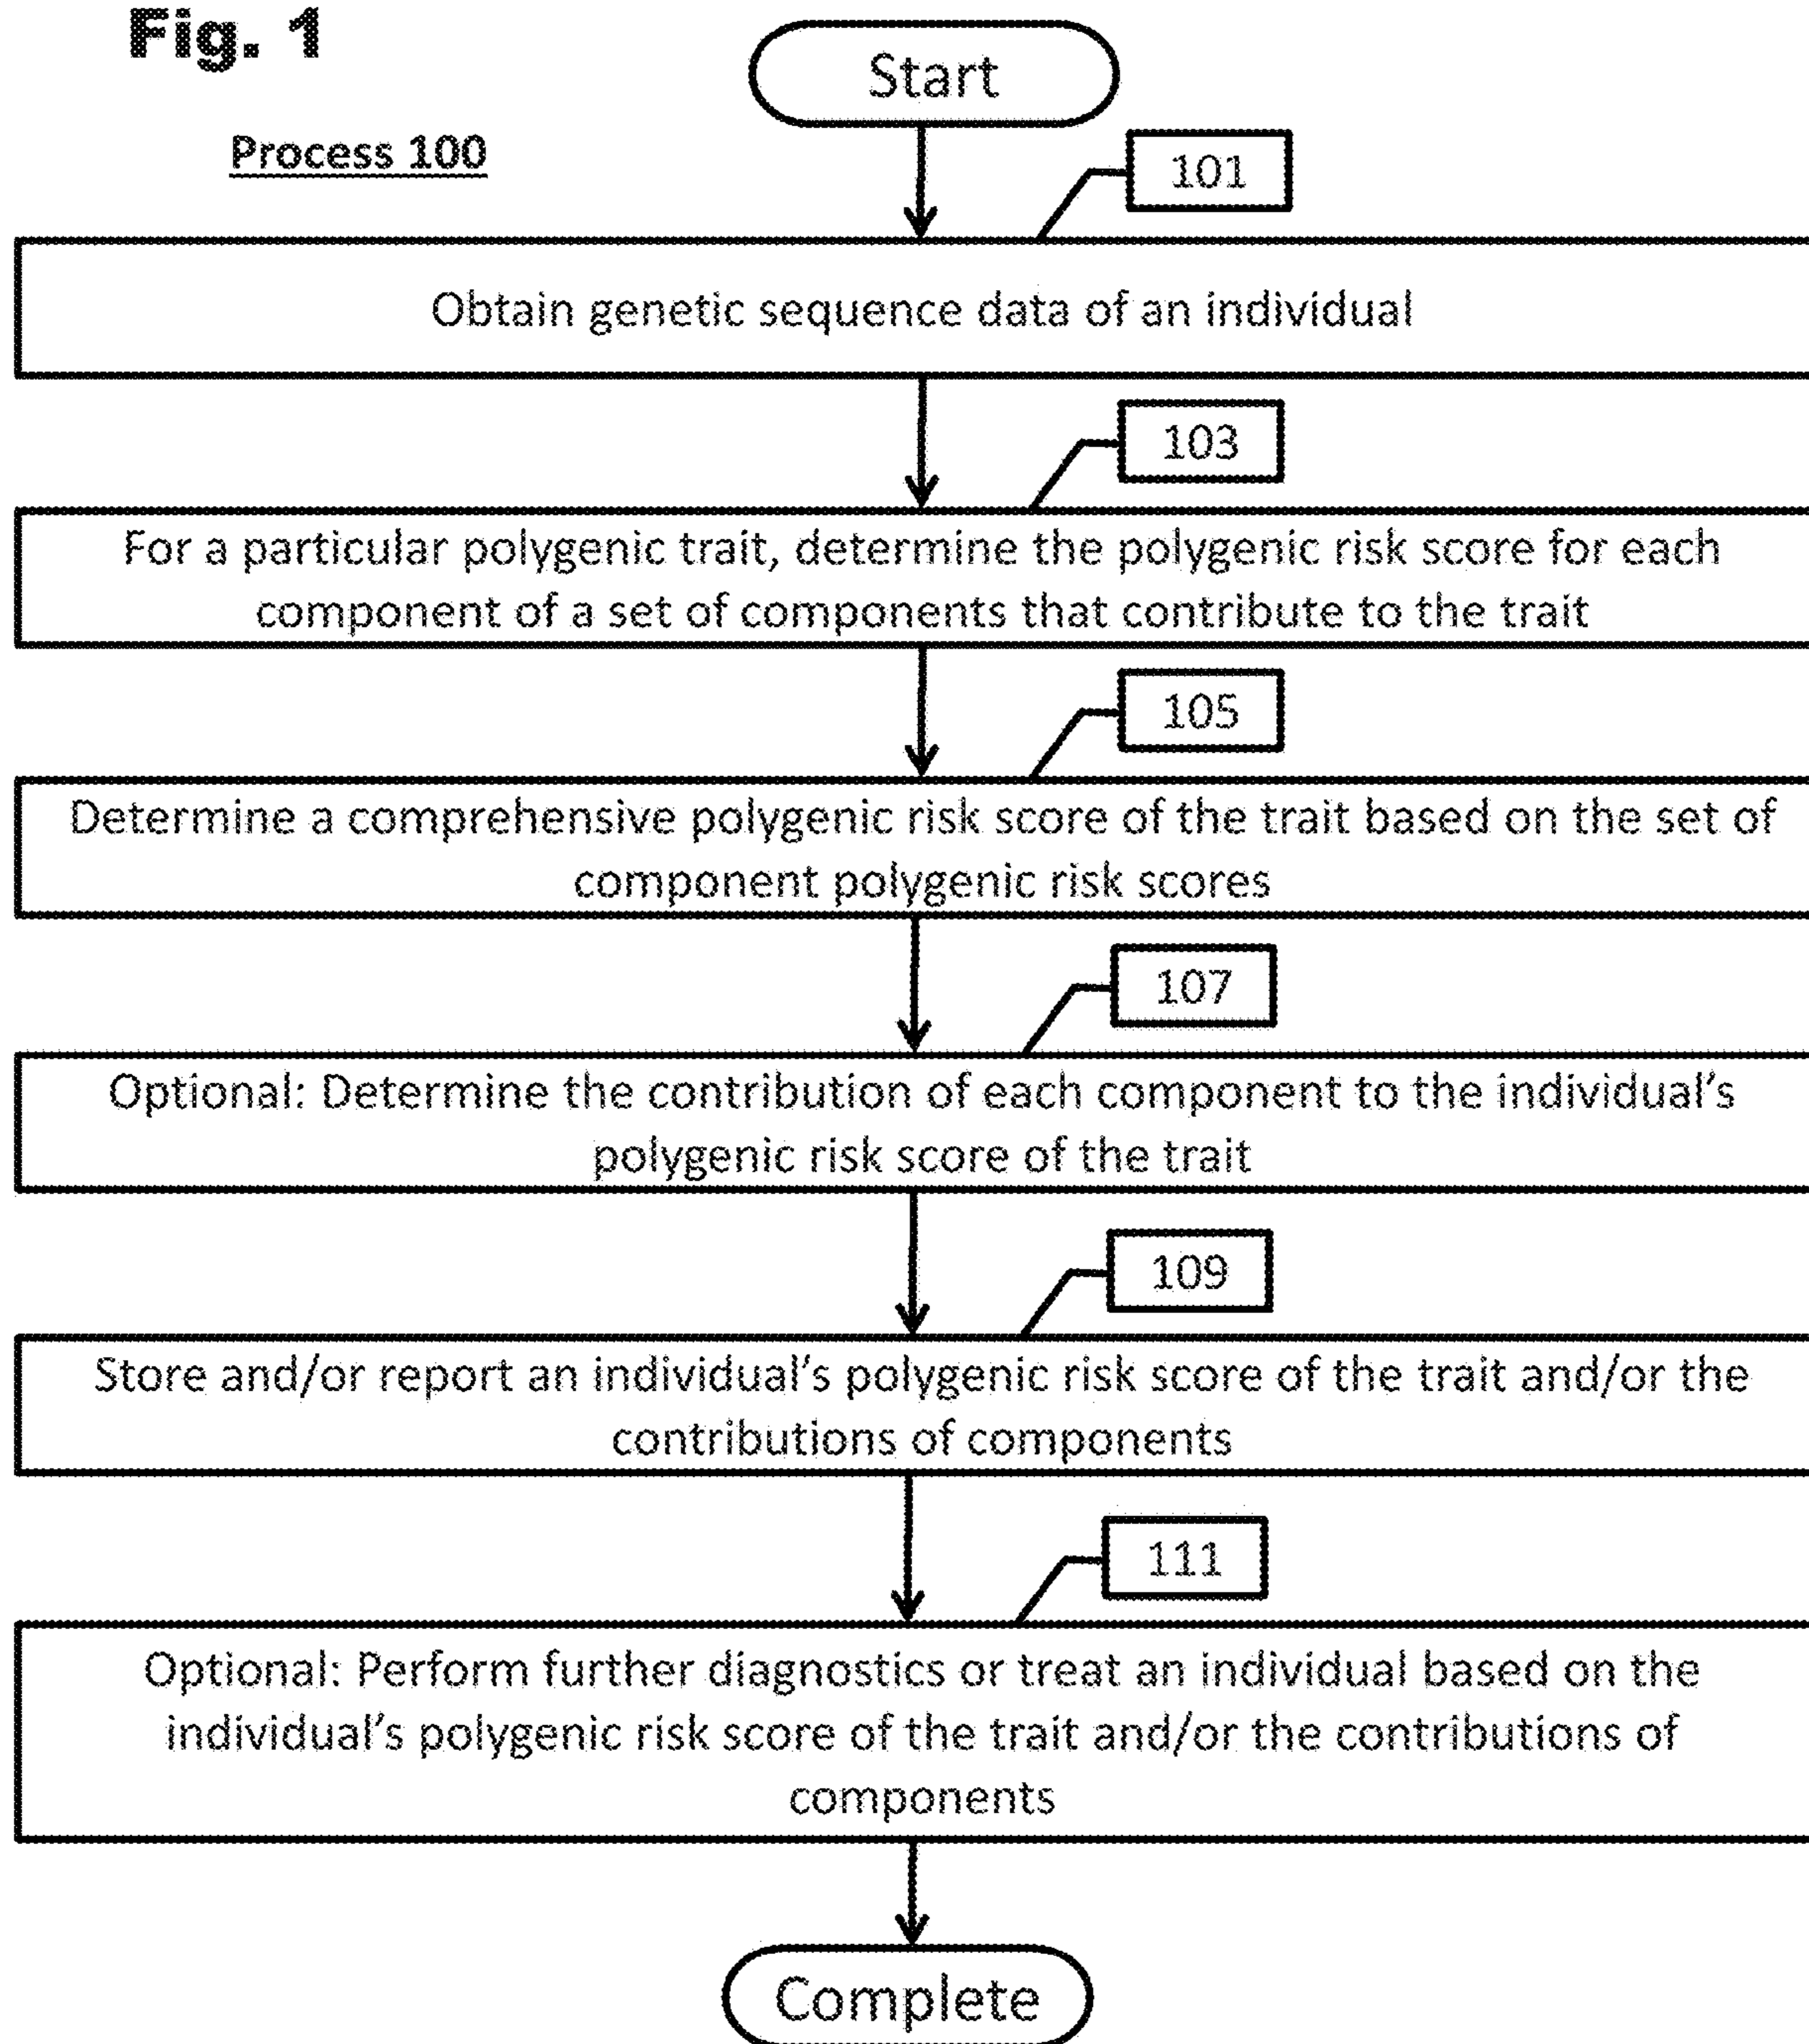 Fig. 1
Start
Process 100
101
Obtain genetic sequence data of an individual
103
For a particular polygenic trait, determine the polygenic risk score for each
component of a set of components that contribute to the trait
105
Determine a comprehensive polygenic risk score of the trait based on the set of
component polygenic risk scores
107
Optional: Determine the contribution of each component to the individual's
polygenic risk score of the trait
109
Store and/or report an individual's polygenic risk score of the trait and/or the
contributions of components
111
Optional: Perform further diagnostics or treat an individual based on the
individual's polygenic risk score of the trait and/or the contributions of
components
Complete